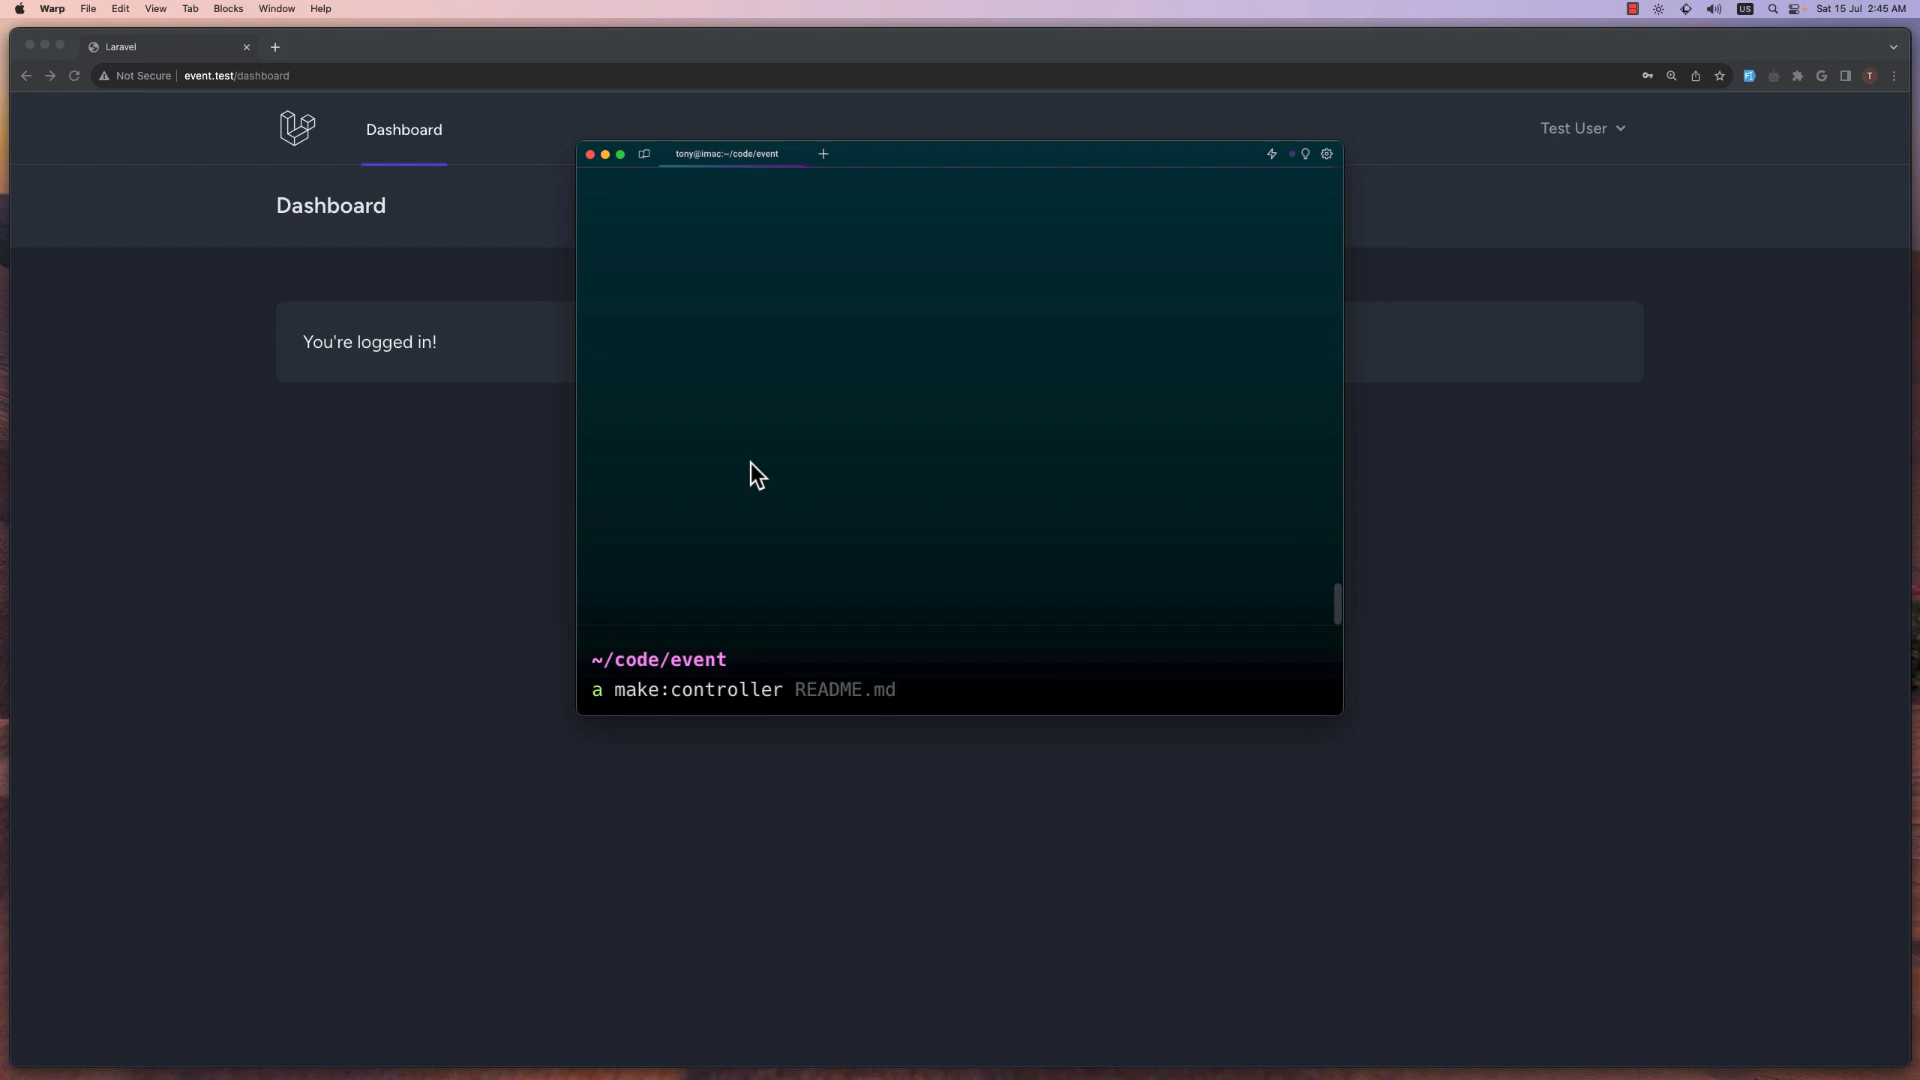 Warp File Edit View Tab Blocks Window Help US Sat 15 Jul 2:45 AM
Laravel
Not Secure event.test/dashboard T
Dashboard Test User
tony@imac:~/code/event
Dashboard
You're logged in!
~/code/event
a make:controller README.md